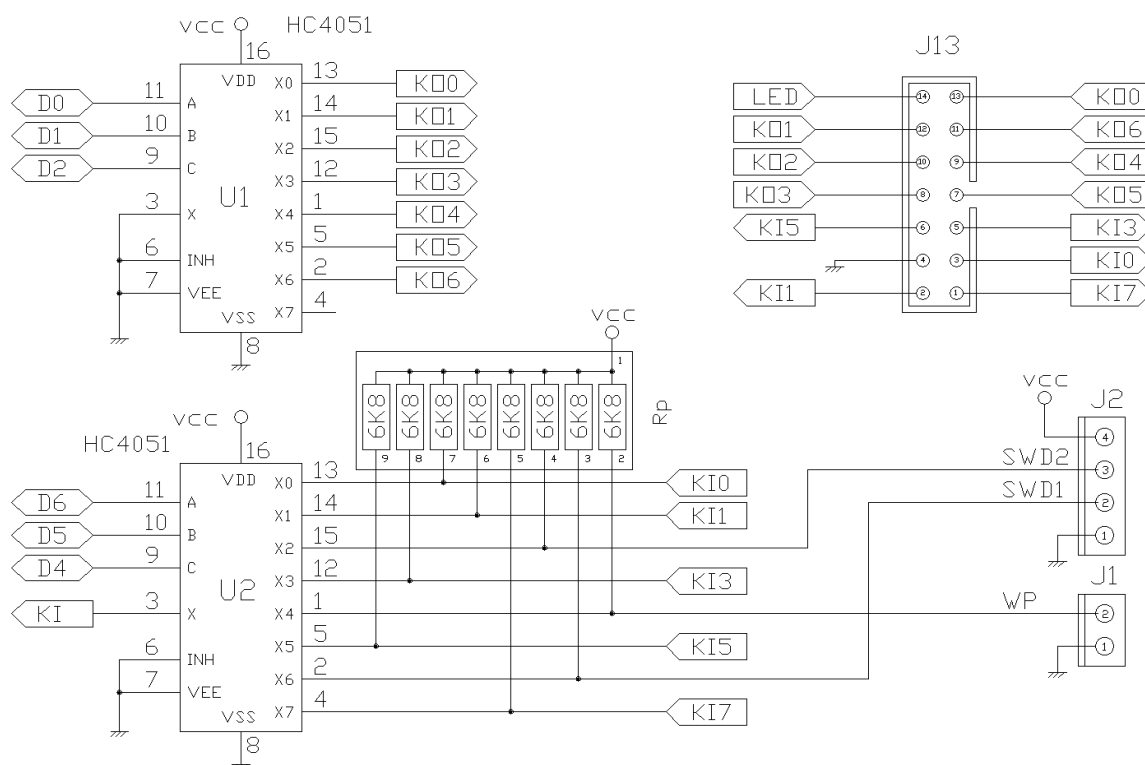 vcc HC4051
16
VDD
D0 11 A X0 13 KO0
D1 10 B X1 14 KO1
D2 9 C X2 15 KO2
X3 12 KO3
U1
3 X X4 1 KO4
6 INH X5 5 KO5
7 VEE X6 2 KO6
X7 4
VSS
8
J13
LED 14 13 KO0
KO1 12 11 KO6
KO2 10 9 KO4
KO3 8 7 KO5
KI5 6 5 KI3
4 3 KI0
KI1 2 1 KI7
vcc
1
6K8 6K8 6K8 6K8 6K8 6K8 6K8 6K8
9 8 7 6 5 4 3 2
Rp
vcc
HC4051
16
VDD
D6 11 A X0 13 KI0
D5 10 B X1 14 KI1
D4 9 C X2 15
X3 12 KI3
U2
KI 3 X X4 1
6 INH X5 5 KI5
7 VEE X6 2
X7 4 KI7
VSS
8
vcc J2
4
SWD2 3
SWD1 2
1
J1
WP 2
1